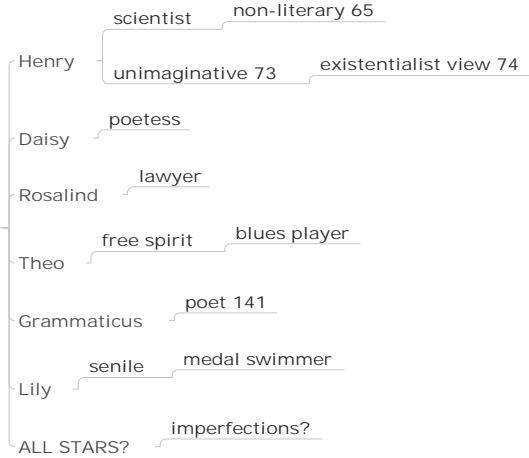 scientist
non-literary 65
Henry
unimaginative 73
existentialist view 74
Daisy
poetess
Rosalind
lawyer
Theo
free spirit
blues player
Grammaticus
poet 141
Lily
senile
medal swimmer
ALL STARS?
imperfections?